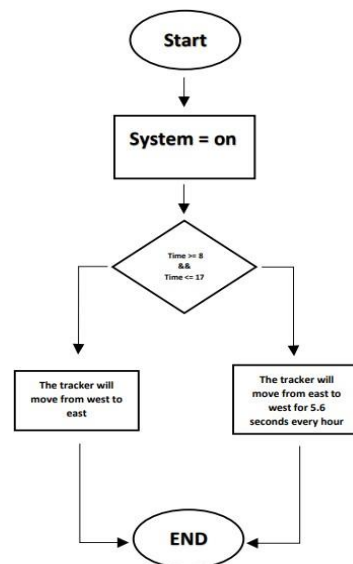 Start
System = on
Time >= 8
&&
Time <= 17
The tracker will
move from west to
east
The tracker will
move from east to
west for 5.6
seconds every hour
END